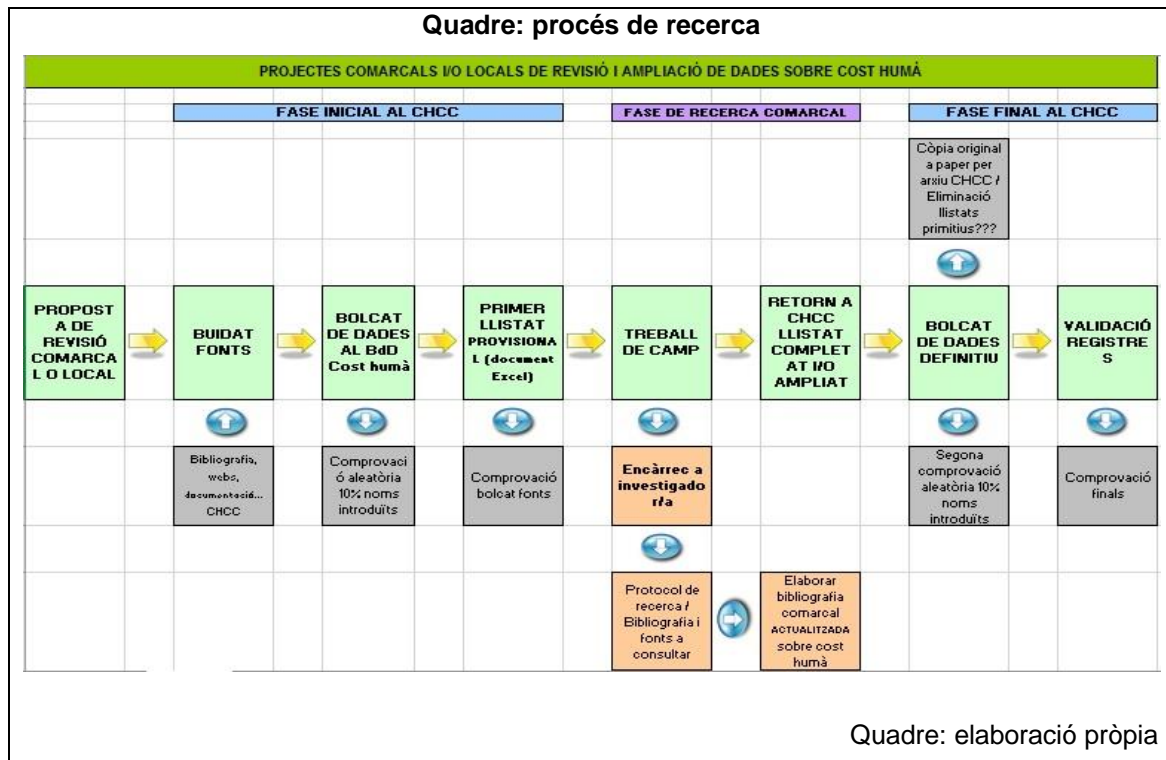 Quadre: procés de recerca
PROJECTES COMARCALS I/O LOCALS DE REVISIÓ I AMPLIACIÓ DE DADES SOBRE COST HUMÀ
FASE INICIAL AL CHCC
FASE DE RECERCA COMARCAL
FASE FINAL AL CHCC
Còpia original
a paper per
arxiu CHCC /
Eliminació
llistats
primitius???
PROPOST
A DE
REVISIÓ
COMARCA
L O LOCAL
BUIDAT
FONTS
BOLCAT
DE DADES
AL BdD
Cost humà
PRIMER
LLISTAT
PROVISIONA
L (document
Excel)
TREBALL
DE CAMP
RETORN A
CHCC
LLISTAT
COMPLET
AT I/O
AMPLIAT
BOLCAT
DE DADES
DEFINITIU
VALIDACIÓ
REGISTRE
S
Bibliografia,
webs,
documentació...
CHCC
Comprovaci
ó aleatòria
10% noms
introduïts
Comprovació
bolcat fonts
Encàrrec a
investigado
r/a
Segona
comprovació
aleatòria 10%
noms
introduïts
Comprovació
finals
Protocol de
recerca /
Bibliografia i
fonts a
consultar
Elaborar
bibliografia
comarcal
ACTUALITZADA
sobre cost
humà
Quadre: elaboració pròpia